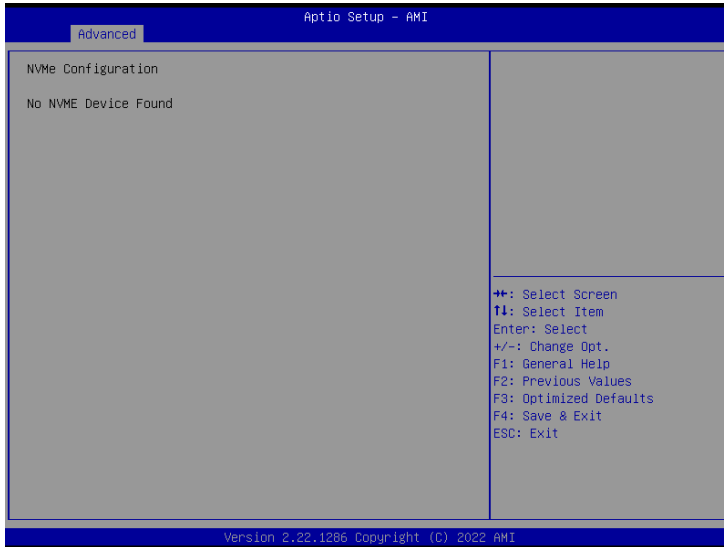 Aptio Setup - AMI
Advanced
NVMe Configuration
No NVME Device Found
→←: Select Screen
↑↓: Select Item
Enter: Select
+/-: Change Opt.
F1: General Help
F2: Previous Values
F3: Optimized Defaults
F4: Save & Exit
ESC: Exit
Version 2.22.1286 Copyright (C) 2022 AMI